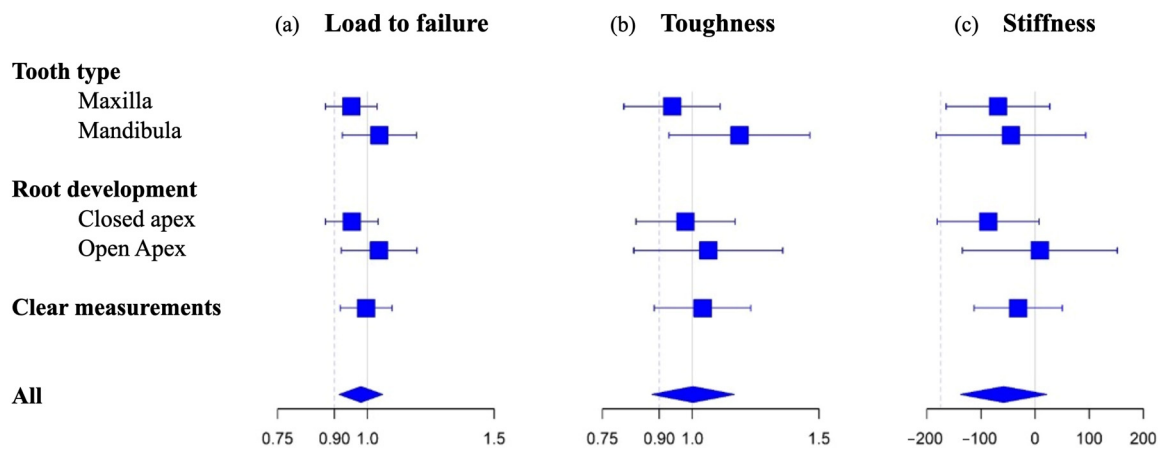 (a) Load to failure (b) Toughness (c) Stiffness
Tooth type
Maxilla
Mandibula
Root development
Closed apex
Open Apex
Clear measurements
All
0.75 0.90 1.0 1.5 0.75 0.90 1.0 1.5 −200 −100 0 100 200